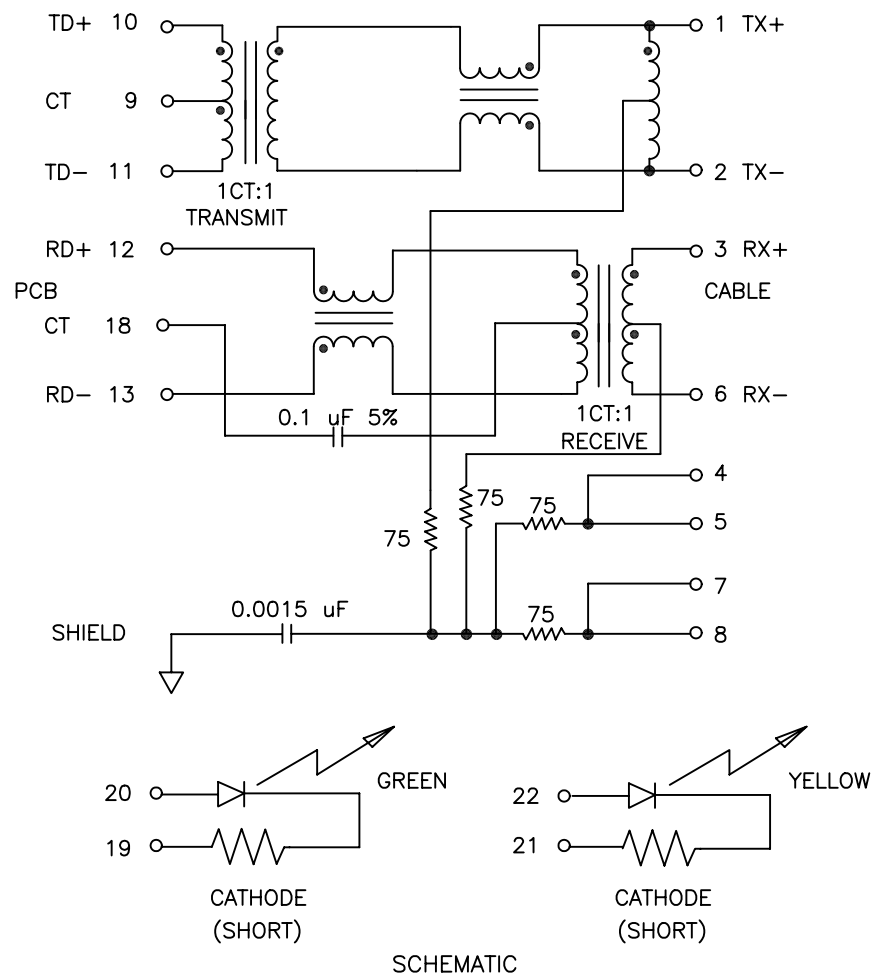 TD+ 10
1 TX+
CT 9
TD− 11
2 TX−
1CT:1
TRANSMIT
RD+ 12
3 RX+
PCB
CABLE
CT 18
RD− 13
6 RX−
0.1 uF 5%
1CT:1
RECEIVE
4
75
75
5
75
7
0.0015 uF
75
SHIELD
8
GREEN
YELLOW
20
22
19
21
CATHODE
(SHORT)
CATHODE
(SHORT)
SCHEMATIC